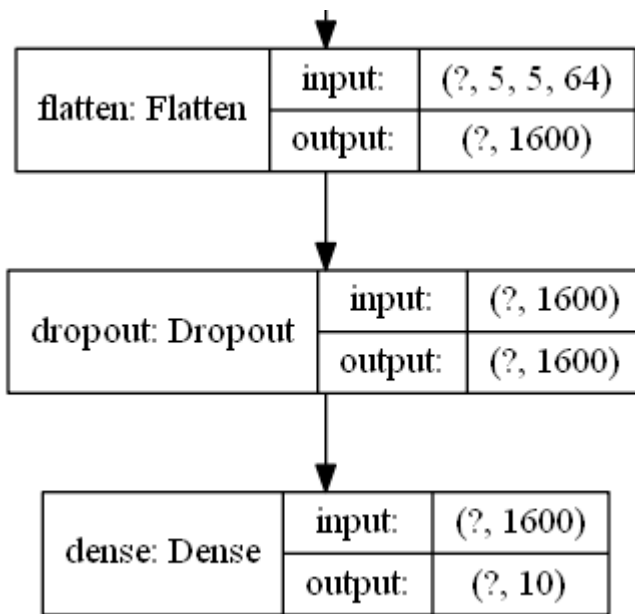 flatten: Flatten
input: (?, 5, 5, 64)
output: (?, 1600)
dropout: Dropout
input: (?, 1600)
output: (?, 1600)
dense: Dense
input: (?, 1600)
output: (?, 10)